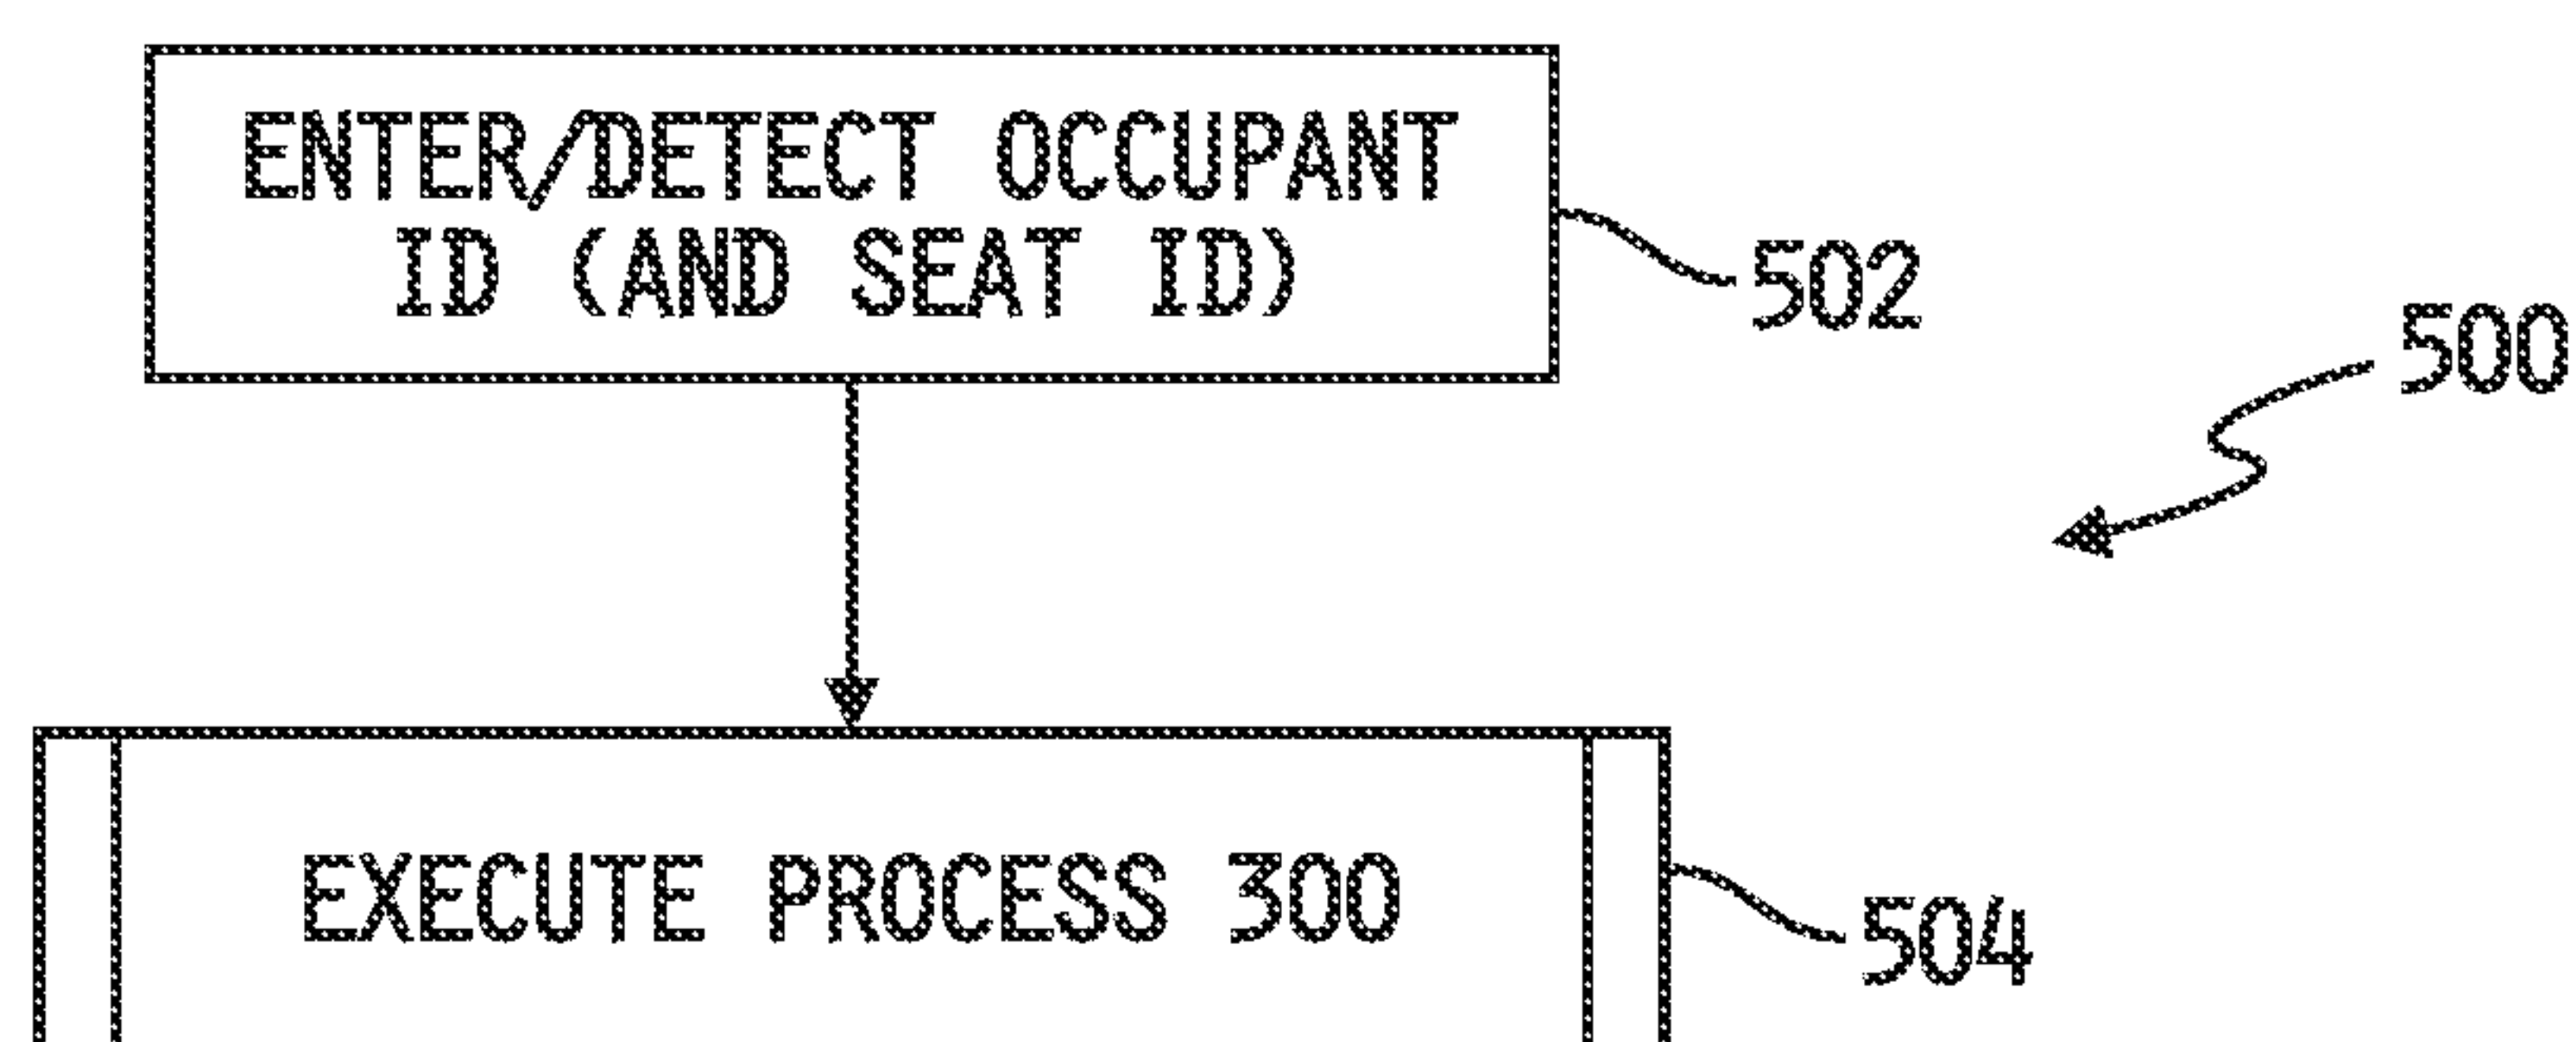 ENTER/DETECT OCCUPANT
ID (AND SEAT ID)
502
500
EXECUTE PROCESS 300
504